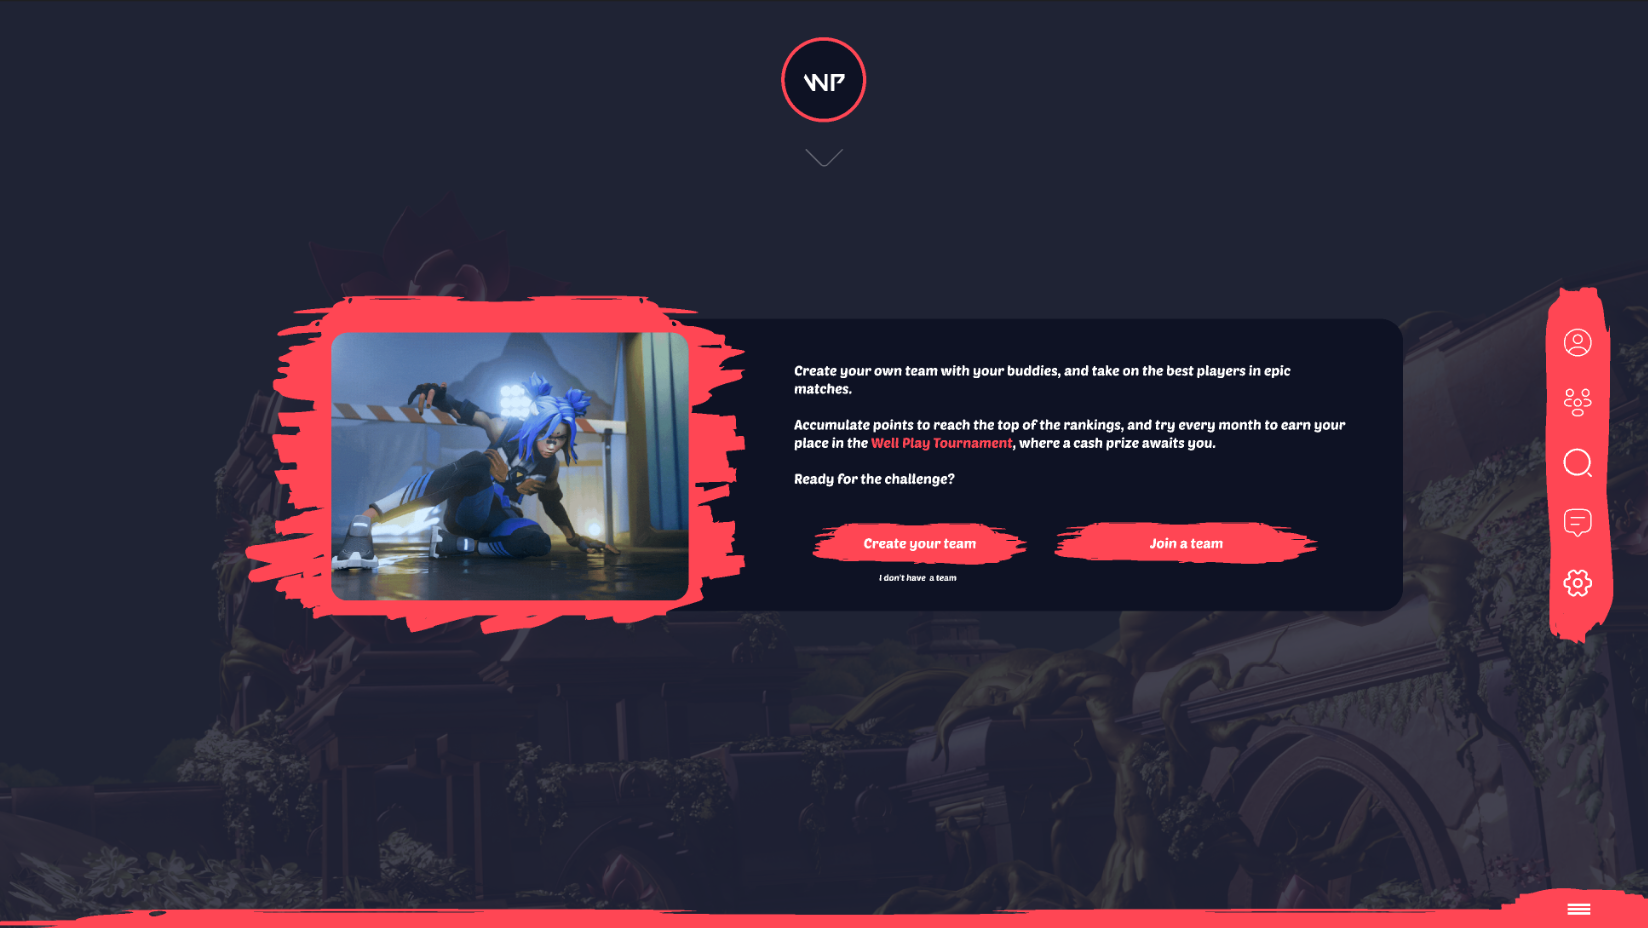 WP
Create your own team with your buddies, and take on the best players in epic
matches.
Accumulate points to reach the top of the rankings, and try every month to earn your
place in the Well Play Tournament, where a cash prize awaits you.
Ready for the challenge?
Create your team
Join a team
I don't have a team